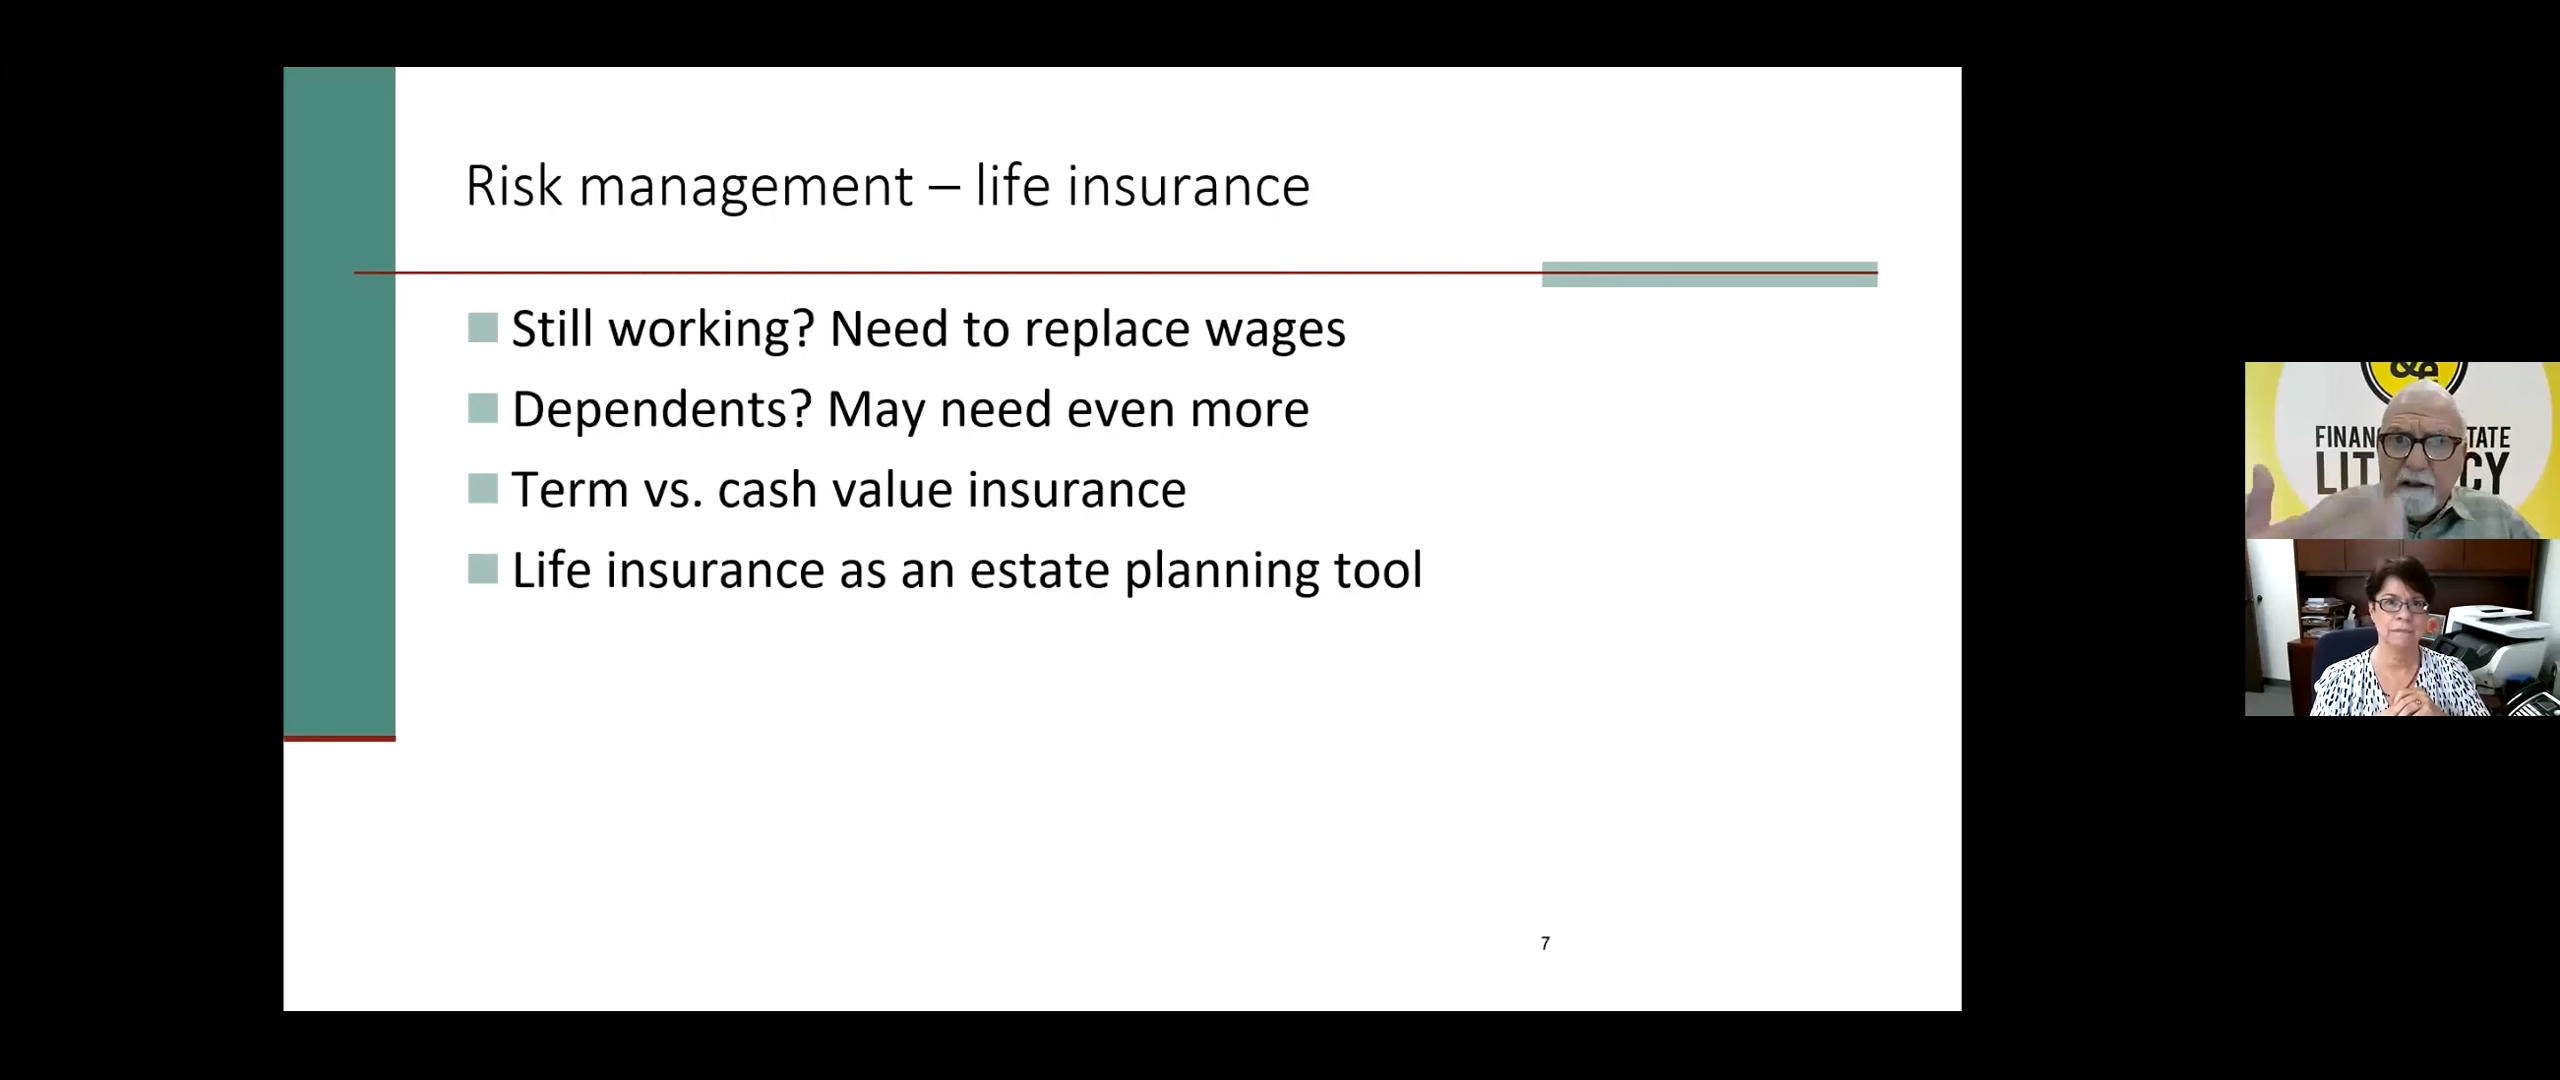 Risk management – life insurance
Still working? Need to replace wages
Dependents? May need even more
Term vs. cash value insurance
Life insurance as an estate planning tool
7